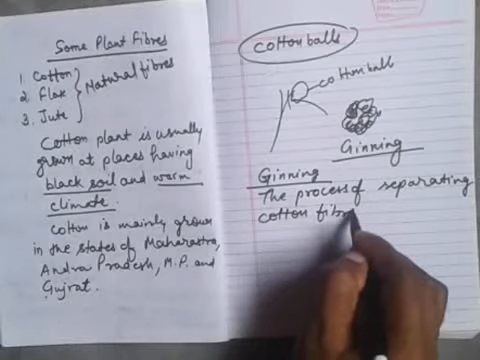 Some Plant Fibres
1. Cotton
2. Flax
3. Jute
Natural fibres
Cotton plant is usually
grown at places having
black soil and warm
climate.
Cotton is mainly grown
in the states of Maharastra,
Andra Pradesh, M.P. and
Gujrat.
Cotton balls
cotton ball
Ginning
Ginning
The process of separating
cotton fibre